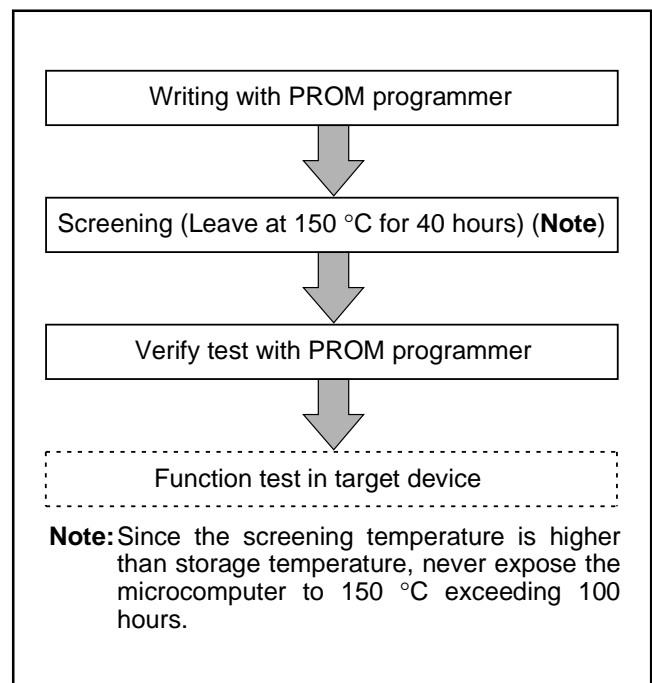 Writing with PROM programmer
Screening (Leave at 150 °C for 40 hours) (Note)
Verify test with PROM programmer
Function test in target device
Note: Since the screening temperature is higher
than storage temperature, never expose the
microcomputer to 150 °C exceeding 100
hours.